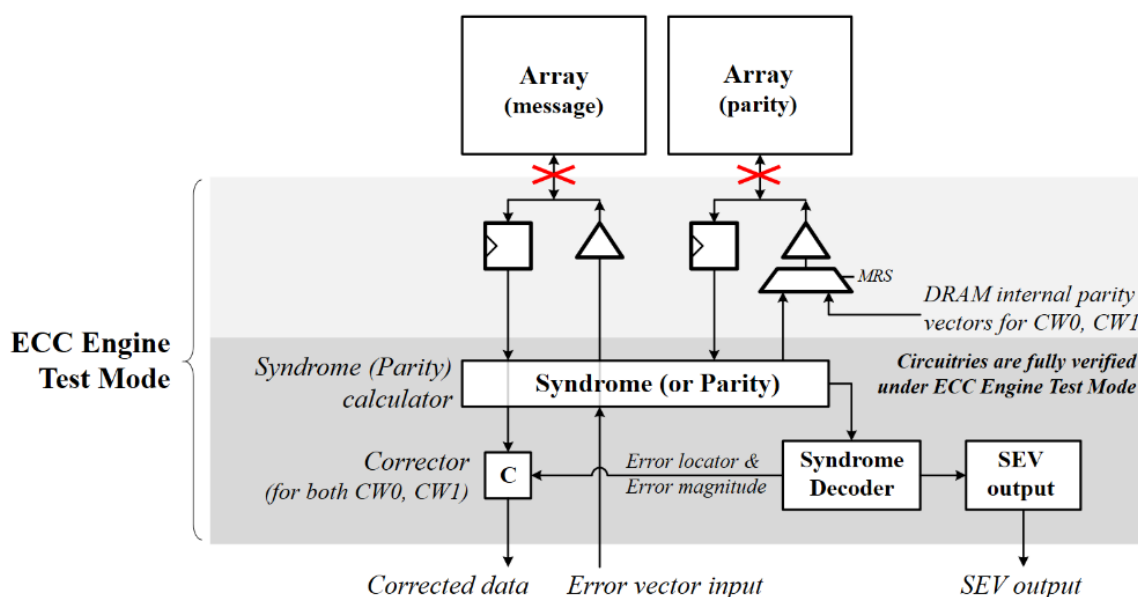 Array
(message)
Array
(parity)
MRS
DRAM internal parity
vectors for CW0, CW1
ECC Engine
Test Mode
Syndrome (Parity)
calculator
Syndrome (or Parity)
Circuitries are fully verified
under ECC Engine Test Mode
Corrector
(for both CW0, CW1)
C
Error locator &
Error magnitude
Syndrome
Decoder
SEV
output
Corrected data
Error vector input
SEV output